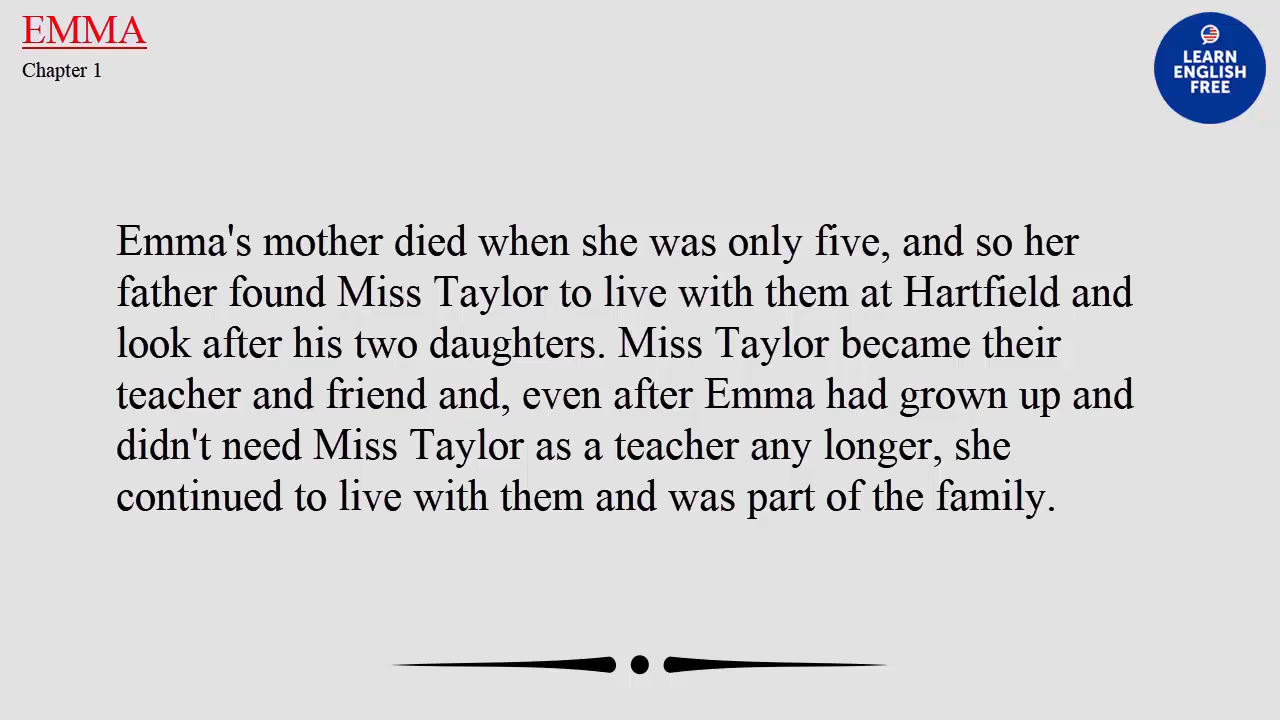 EMMA
Chapter 1
LEARN
ENGLISH
FREE
Emma's mother died when she was only five, and so her
father found Miss Taylor to live with them at Hartfield and
look after his two daughters. Miss Taylor became their
teacher and friend and, even after Emma had grown up and
didn't need Miss Taylor as a teacher any longer, she
continued to live with them and was part of the family.